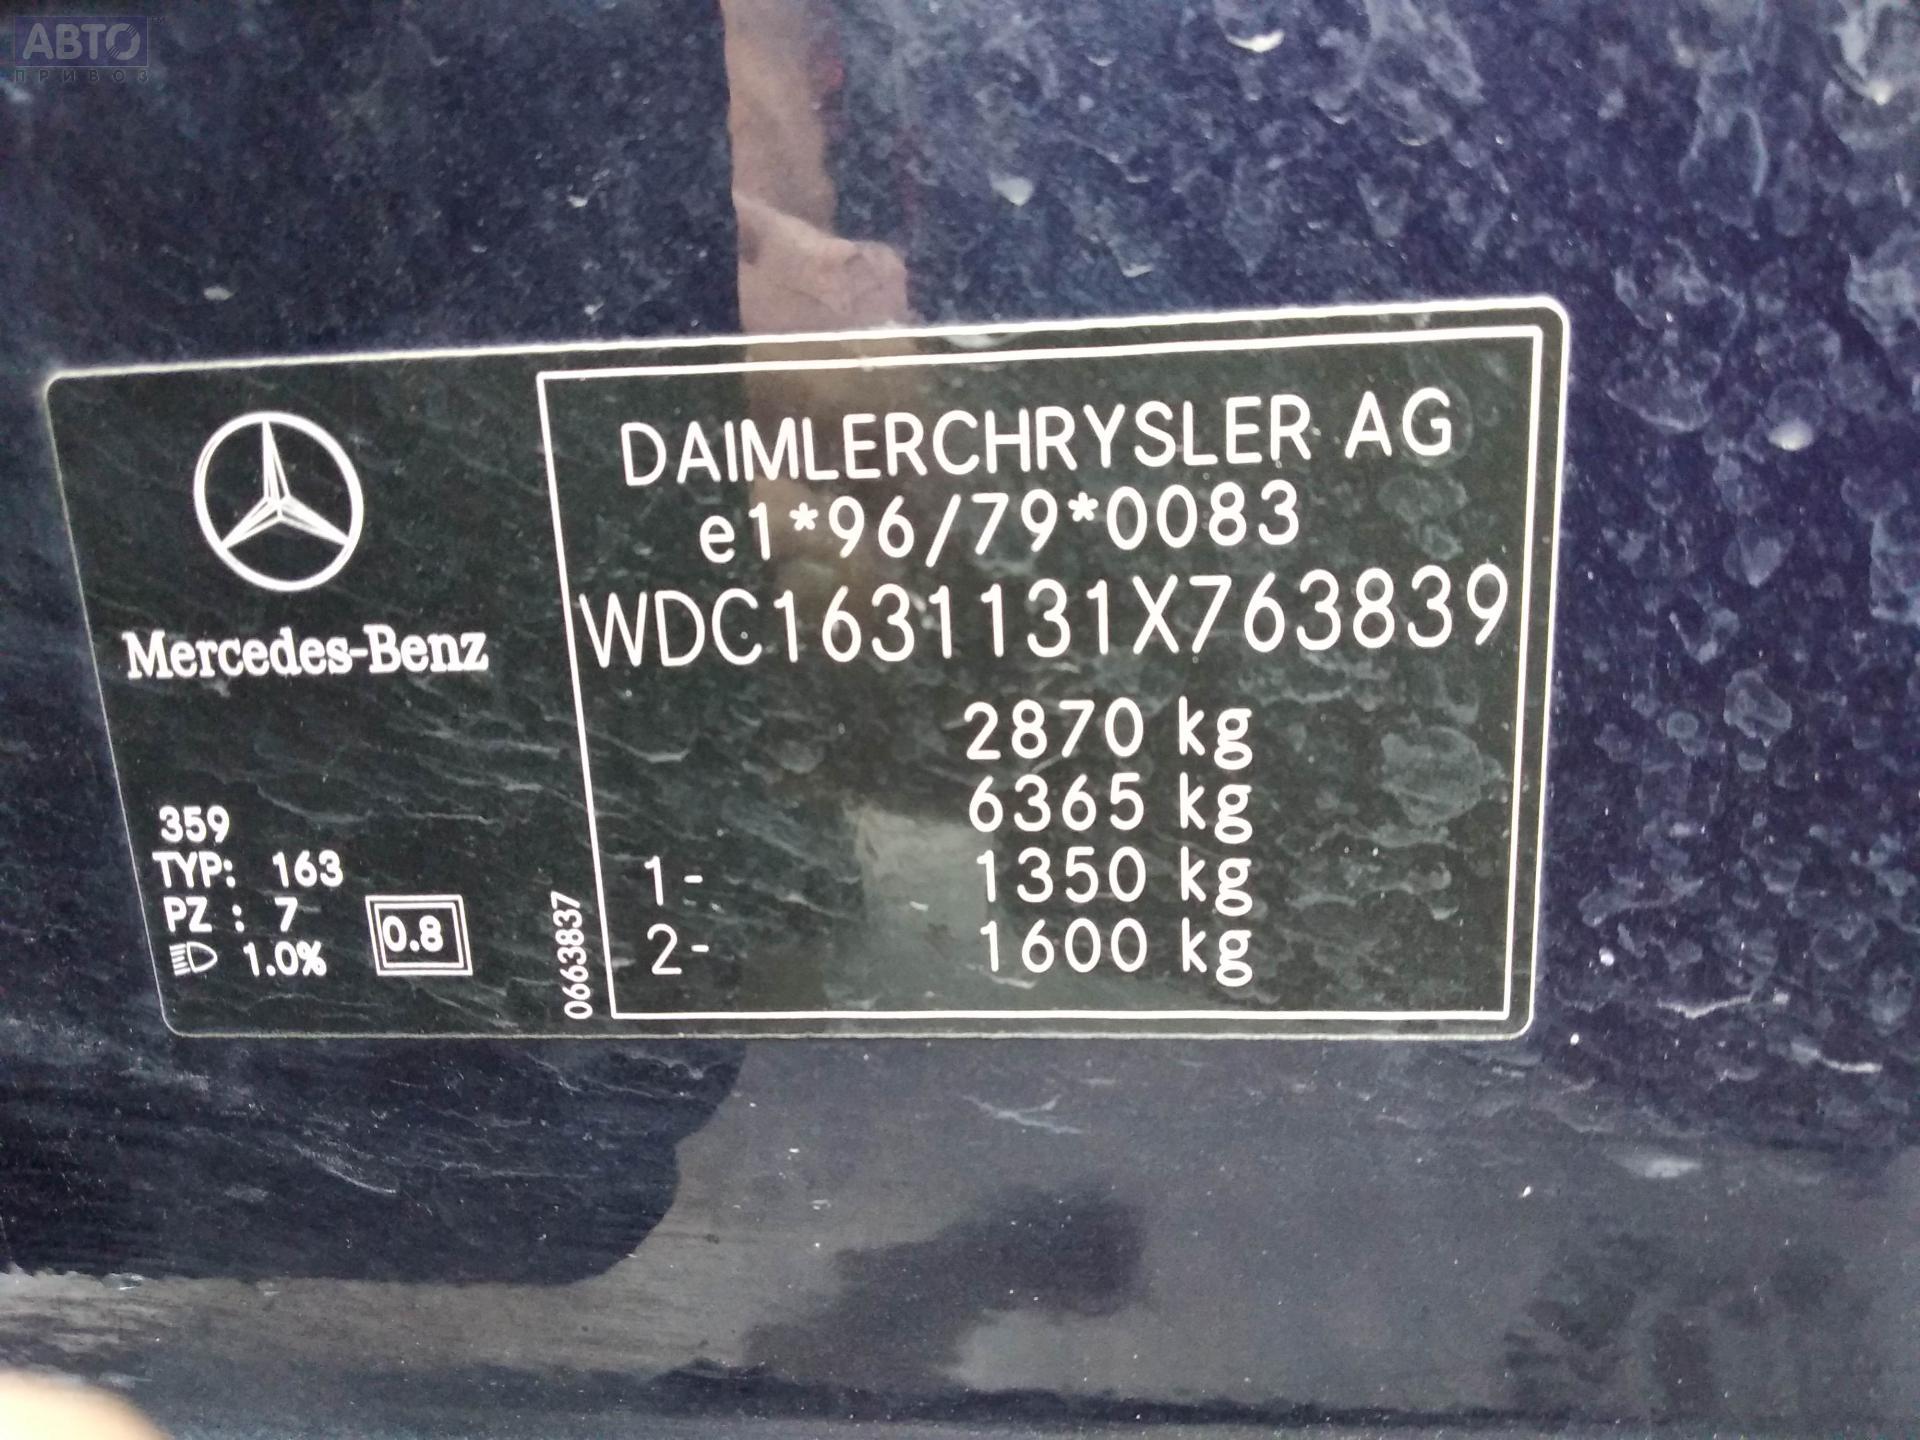 АВТО
ПРИВОЗ
Mercedes-Benz
359
TYP: 163
PZ : 7
1.0%
0.8
0663837
DAIMLERCHRYSLER AG
e1*96/79*0083
WDC1631131X763839
2870 kg
6365 kg
1- 1350 kg
2- 1600 kg